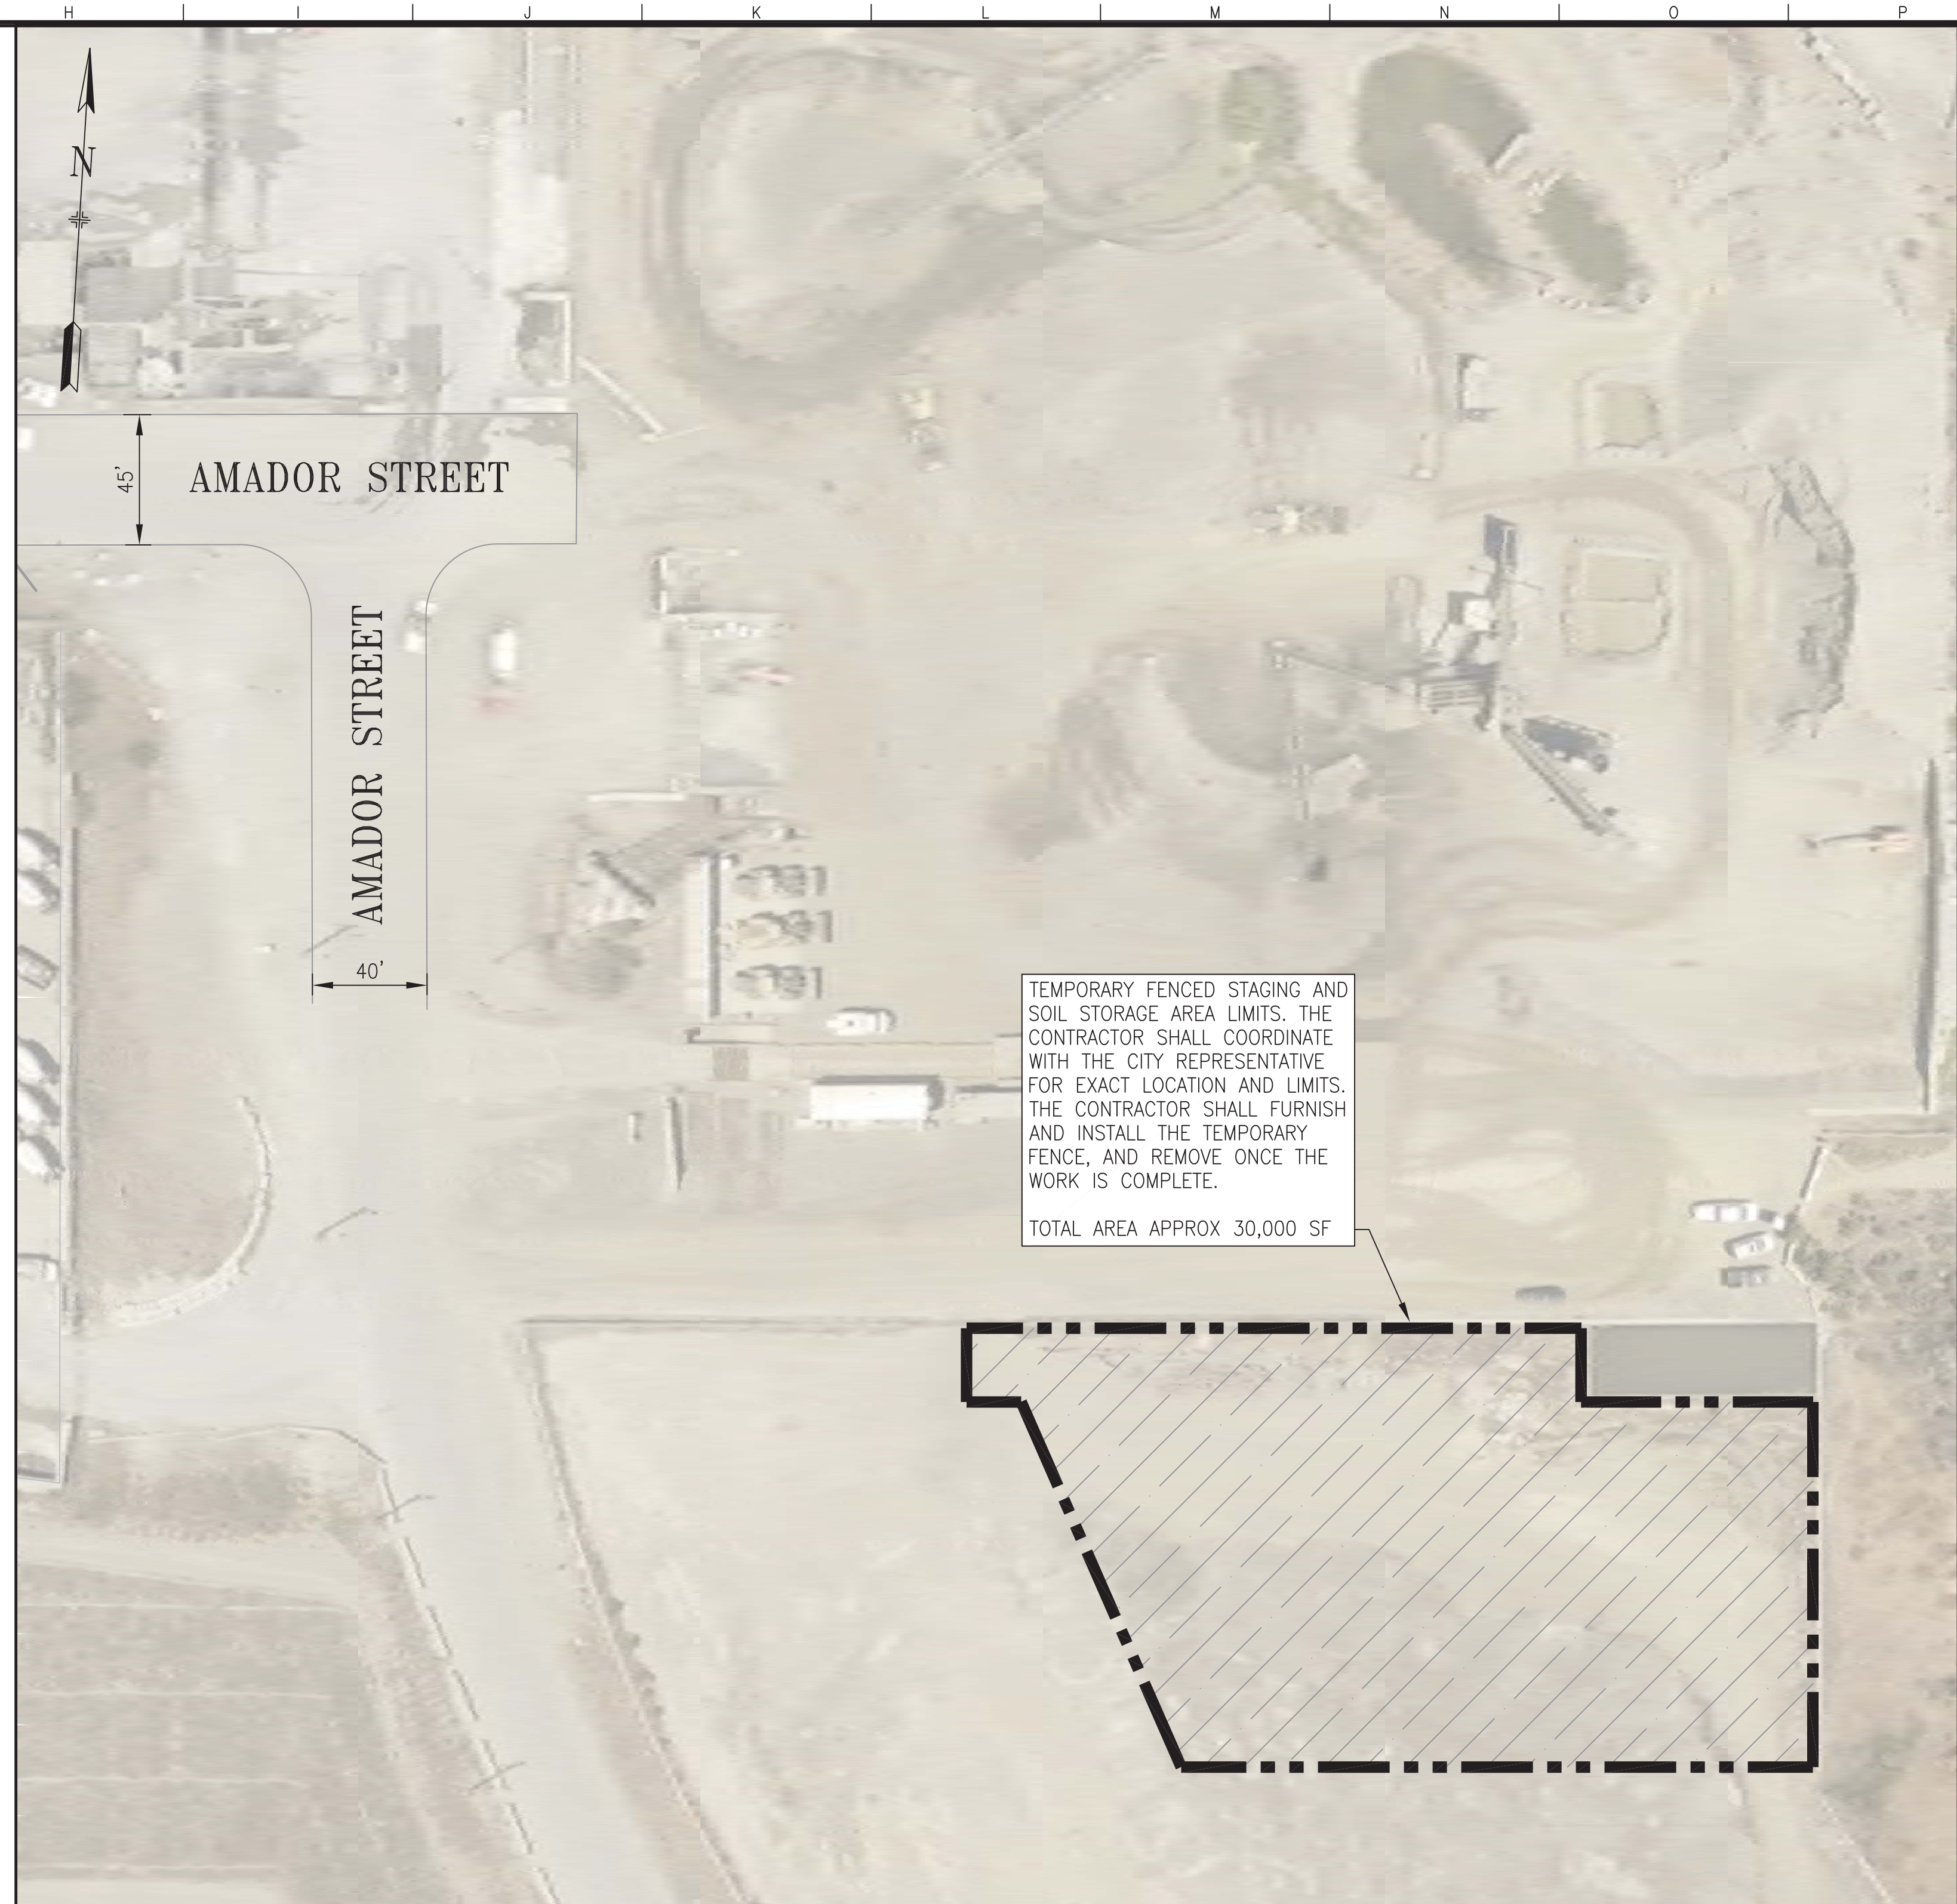 H I J K L M N O P
N
45'
AMADOR STREET
AMADOR STREET
40'
TEMPORARY FENCED STAGING AND
SOIL STORAGE AREA LIMITS. THE
CONTRACTOR SHALL COORDINATE
WITH THE CITY REPRESENTATIVE
FOR EXACT LOCATION AND LIMITS.
THE CONTRACTOR SHALL FURNISH
AND INSTALL THE TEMPORARY
FENCE, AND REMOVE ONCE THE
WORK IS COMPLETE.
TOTAL AREA APPROX 30,000 SF